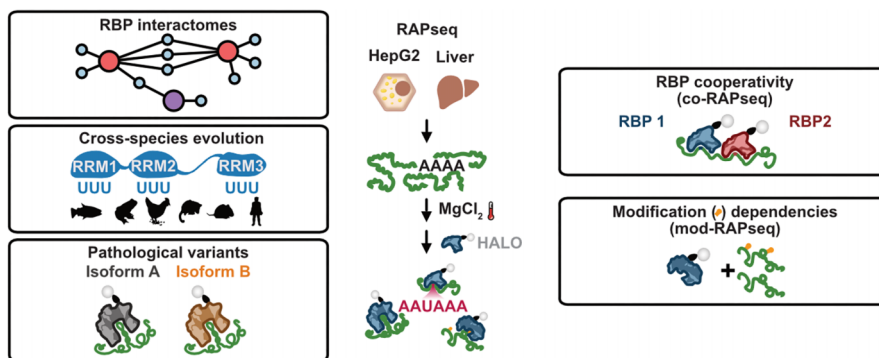 RBP interactomes
Cross-species evolution
RRM1 RRM2 RRM3
UUU UUU UUU
Pathological variants
Isoform A Isoform B
RAPseq
HepG2 Liver
AAAA
MgCl2
HALO
AAUAAA
RBP cooperativity
(co-RAPseq)
RBP 1 RBP2
Modification ( ) dependencies
(mod-RAPseq)
+